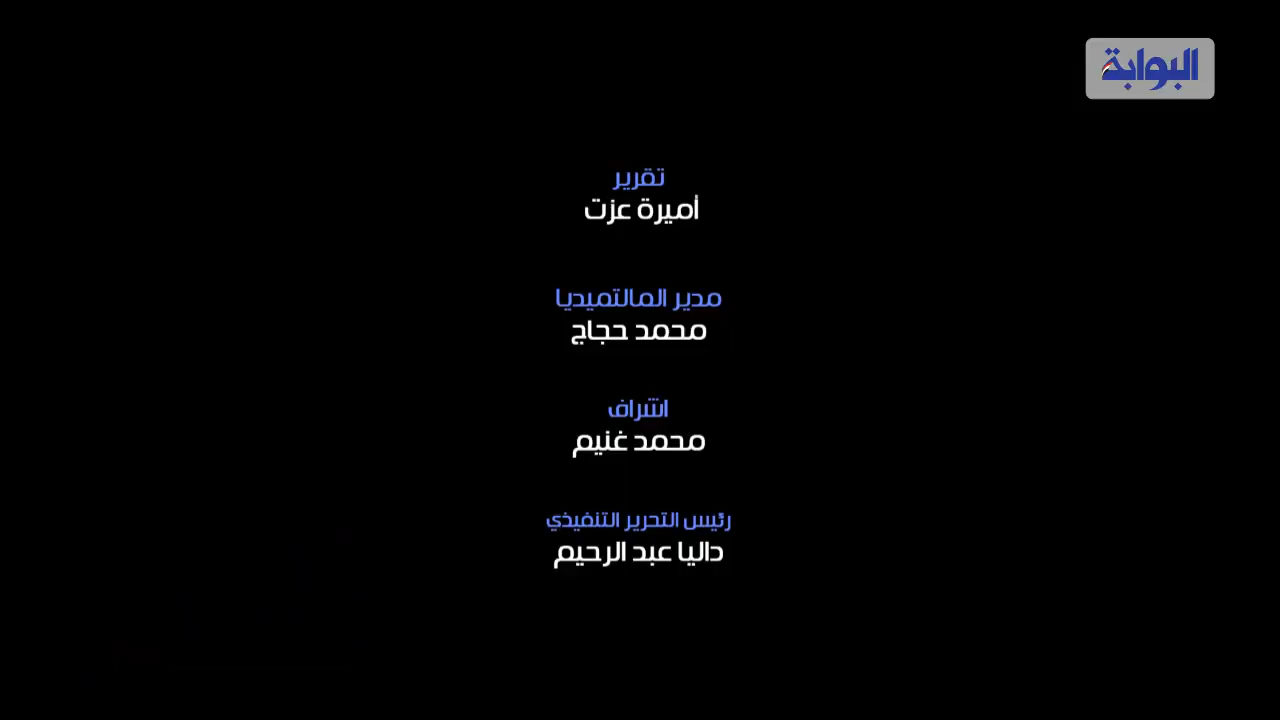 البوابة
تقرير
أميرة عزت
مدير المالتميديا
محمد حجاج
اشراف
محمد غنيم
رئيس التحرير التنفيذي
داليا عبد الرحيم